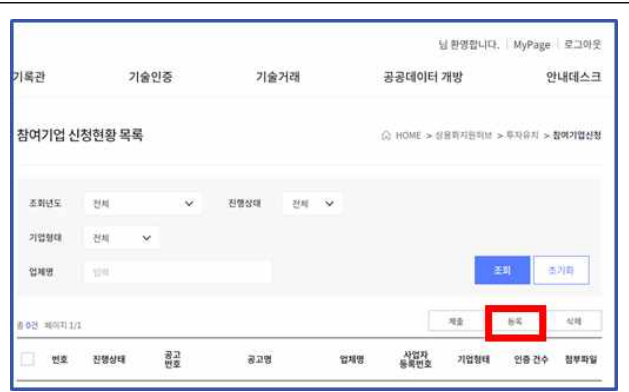 님 환영합니다. MyPage 로그아웃
기록관 기술인증 기술거래 공공데이터 개방 안내데스크
참여기업 신청현황 목록 HOME > 상용화지원허브 > 투자유치 > 참여기업신청
조회년도 전체 진행상태 전체
기업형태 전체
업체명 입력 조회 초기화
총 0건 페이지 1/1 제출 등록 삭제
번호 진행상태 공고 번호 공고명 업체명 사업자 등록번호 기업형태 인증 건수 첨부파일